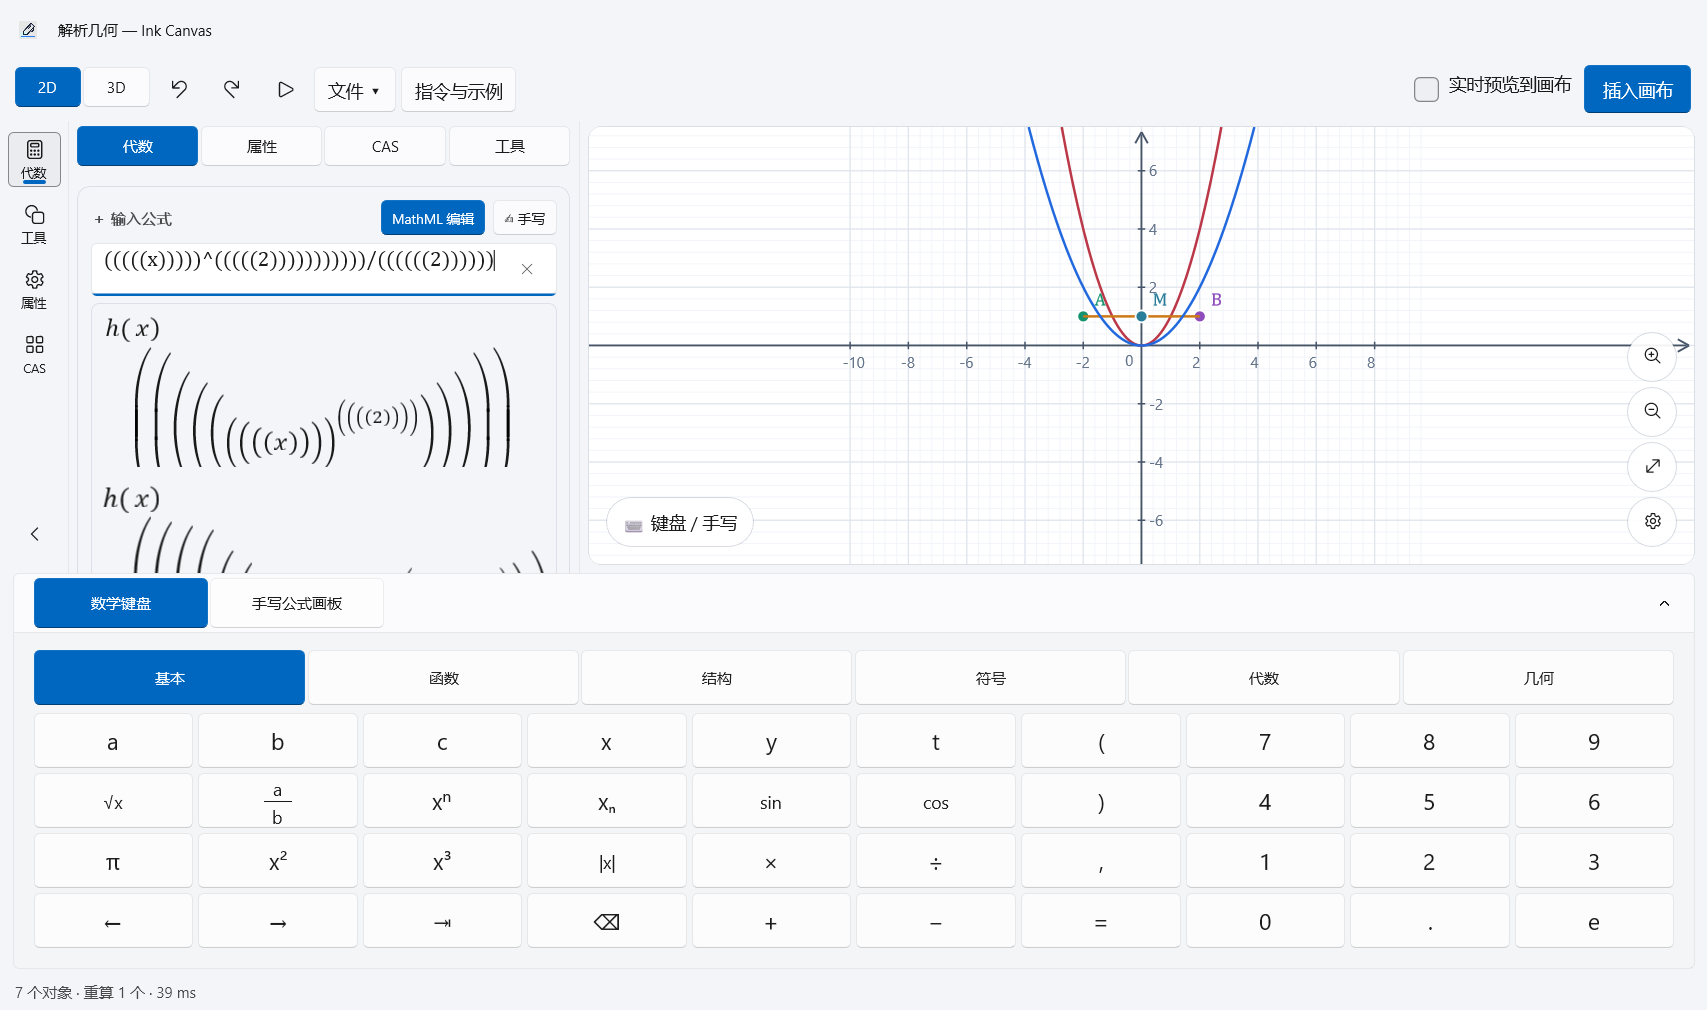 解析几何 — Ink Canvas
2D 3D 文件 ▾ 指令与示例 实时预览到画布 插入画布
代数 属性 CAS 工具
代数
工具
属性
CAS
+ 输入公式 MathML 编辑 手写
(((((x)))))^(((((2)))))))))))/((((((2))))))
h(x)
((((((((((x)))))^((((2)))))))))))
h(x)
6
4
2
A M B
-10 -8 -6 -4 -2 0 2 4 6 8
-2
-4
-6
键盘 / 手写
数学键盘 手写公式画板
基本 函数 结构 符号 代数 几何
a b c x y t ( 7 8 9
√x a/b xⁿ xₙ sin cos ) 4 5 6
π x² x³ |x| × ÷ , 1 2 3
← → ⇥ ⌫ + − = 0 . e
7 个对象 · 重算 1 个 · 39 ms